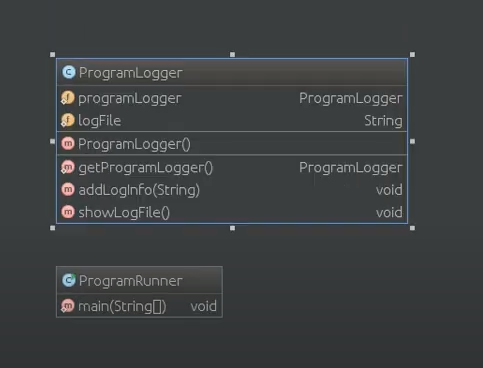 ProgramLogger
programLogger ProgramLogger
logFile String
ProgramLogger()
getProgramLogger() ProgramLogger
addLogInfo(String) void
showLogFile() void
ProgramRunner
main(String[]) void